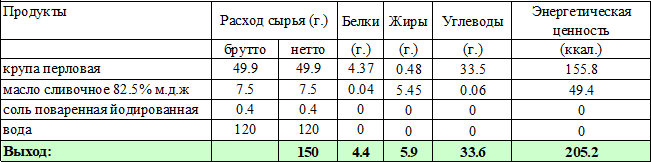 Продукты Расход сырья (г.) Белки Жиры Углеводы Энергетическая ценность
брутто нетто (г.) (г.) (г.) (ккал.)
крупа перловая 49.9 49.9 4.37 0.48 33.5 155.8
масло сливочное 82.5% м.д.ж 7.5 7.5 0.04 5.45 0.06 49.4
соль поваренная йодированная 0.4 0.4 0 0 0 0
вода 120 120 0 0 0 0
Выход: 150 4.4 5.9 33.6 205.2